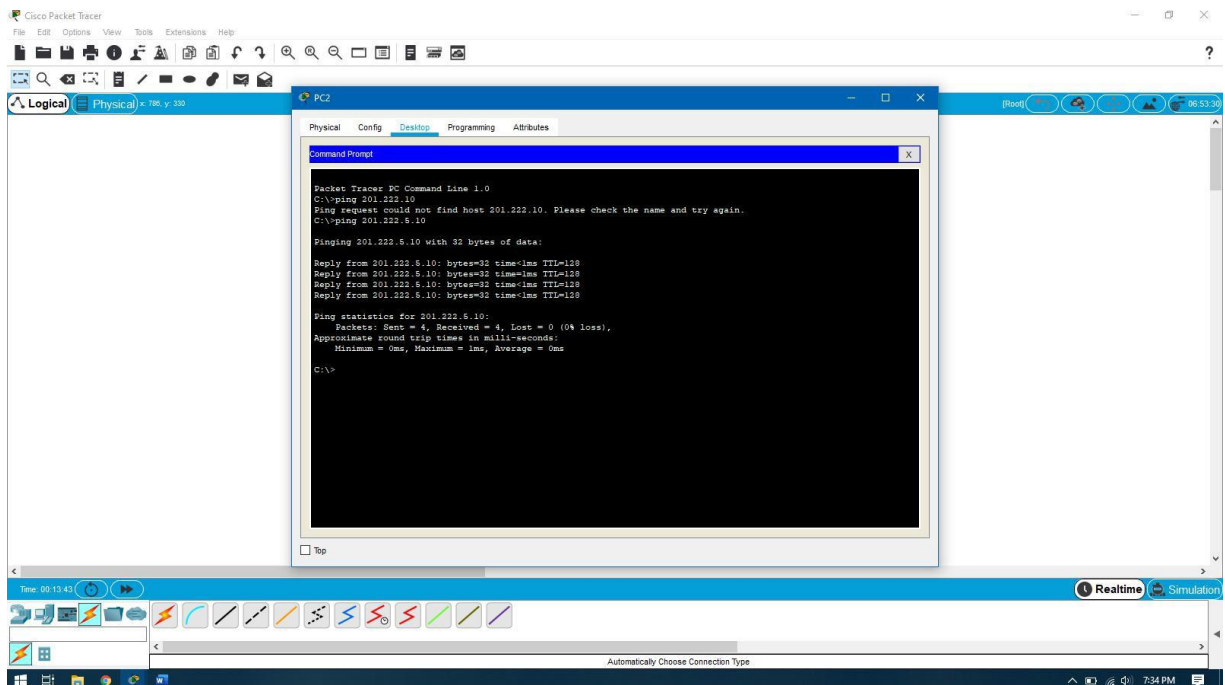 Cisco Packet Tracer
File Edit Options View Tools Extensions Help
?
Logical
Physical
x: 786, y: 330
[Root]
06:53:30
PC2
Physical Config Desktop Programming Attributes
Command Prompt
X
Packet Tracer PC Command Line 1.0
C:\>ping 201.222.10
Ping request could not find host 201.222.10. Please check the name and try again.
C:\>ping 201.222.5.10
Pinging 201.222.5.10 with 32 bytes of data:
Reply from 201.222.5.10: bytes=32 time<1ms TTL=128
Reply from 201.222.5.10: bytes=32 time=1ms TTL=128
Reply from 201.222.5.10: bytes=32 time<1ms TTL=128
Reply from 201.222.5.10: bytes=32 time<1ms TTL=128
Ping statistics for 201.222.5.10:
Packets: Sent = 4, Received = 4, Lost = 0 (0% loss),
Approximate round trip times in milli-seconds:
Minimum = 0ms, Maximum = 1ms, Average = 0ms
C:\>
Top
Time: 00:13:43
Realtime
Simulation
Automatically Choose Connection Type
7:34 PM